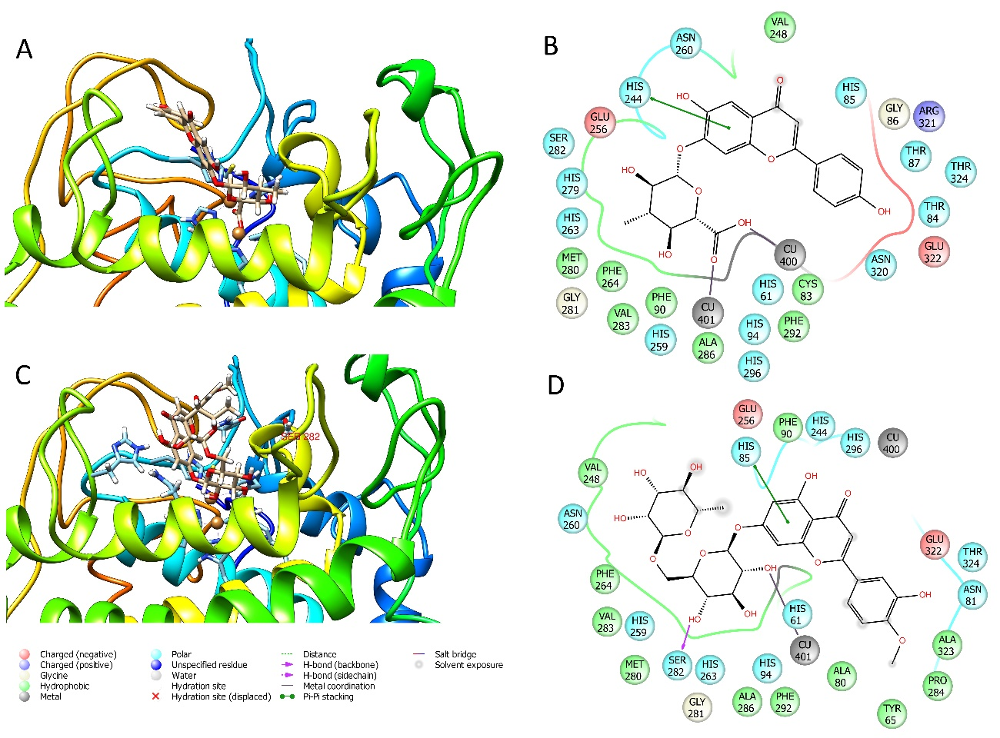 A
B
VAL
248
ASN
260
HIS
244
HIS
85
GLY
86
ARG
321
GLU
256
SER
282
THR
87
THR
324
HIS
279
HIS
263
THR
84
GLU
322
ASN
320
MET
280
PHE
264
GLY
281
VAL
283
PHE
90
HIS
259
CU
401
ALA
286
CU
400
HIS
61
CYS
83
HIS
94
PHE
292
HIS
296
HO
O
O
O
HO
O
OH
OH
HO
O
C
SER 282
D
GLU
256
PHE
90
HIS
244
HIS
296
CU
400
HIS
85
VAL
248
ASN
260
PHE
264
VAL
283
HIS
259
MET
280
SER
282
HIS
263
GLY
281
ALA
286
PHE
292
HIS
94
HIS
61
CU
401
ALA
80
TYR
65
PRO
284
ALA
323
ASN
81
THR
324
GLU
322
HO
OH
HO
HO
O
O
O
O
O
OH
HO
OH
OH
O
O
OH
O
Charged (negative)
Charged (positive)
Glycine
Hydrophobic
Metal
Polar
Unspecified residue
Water
Hydration site
Hydration site (displaced)
Distance
H-bond (backbone)
H-bond (sidechain)
Metal coordination
Pi-Pi stacking
Salt bridge
Solvent exposure